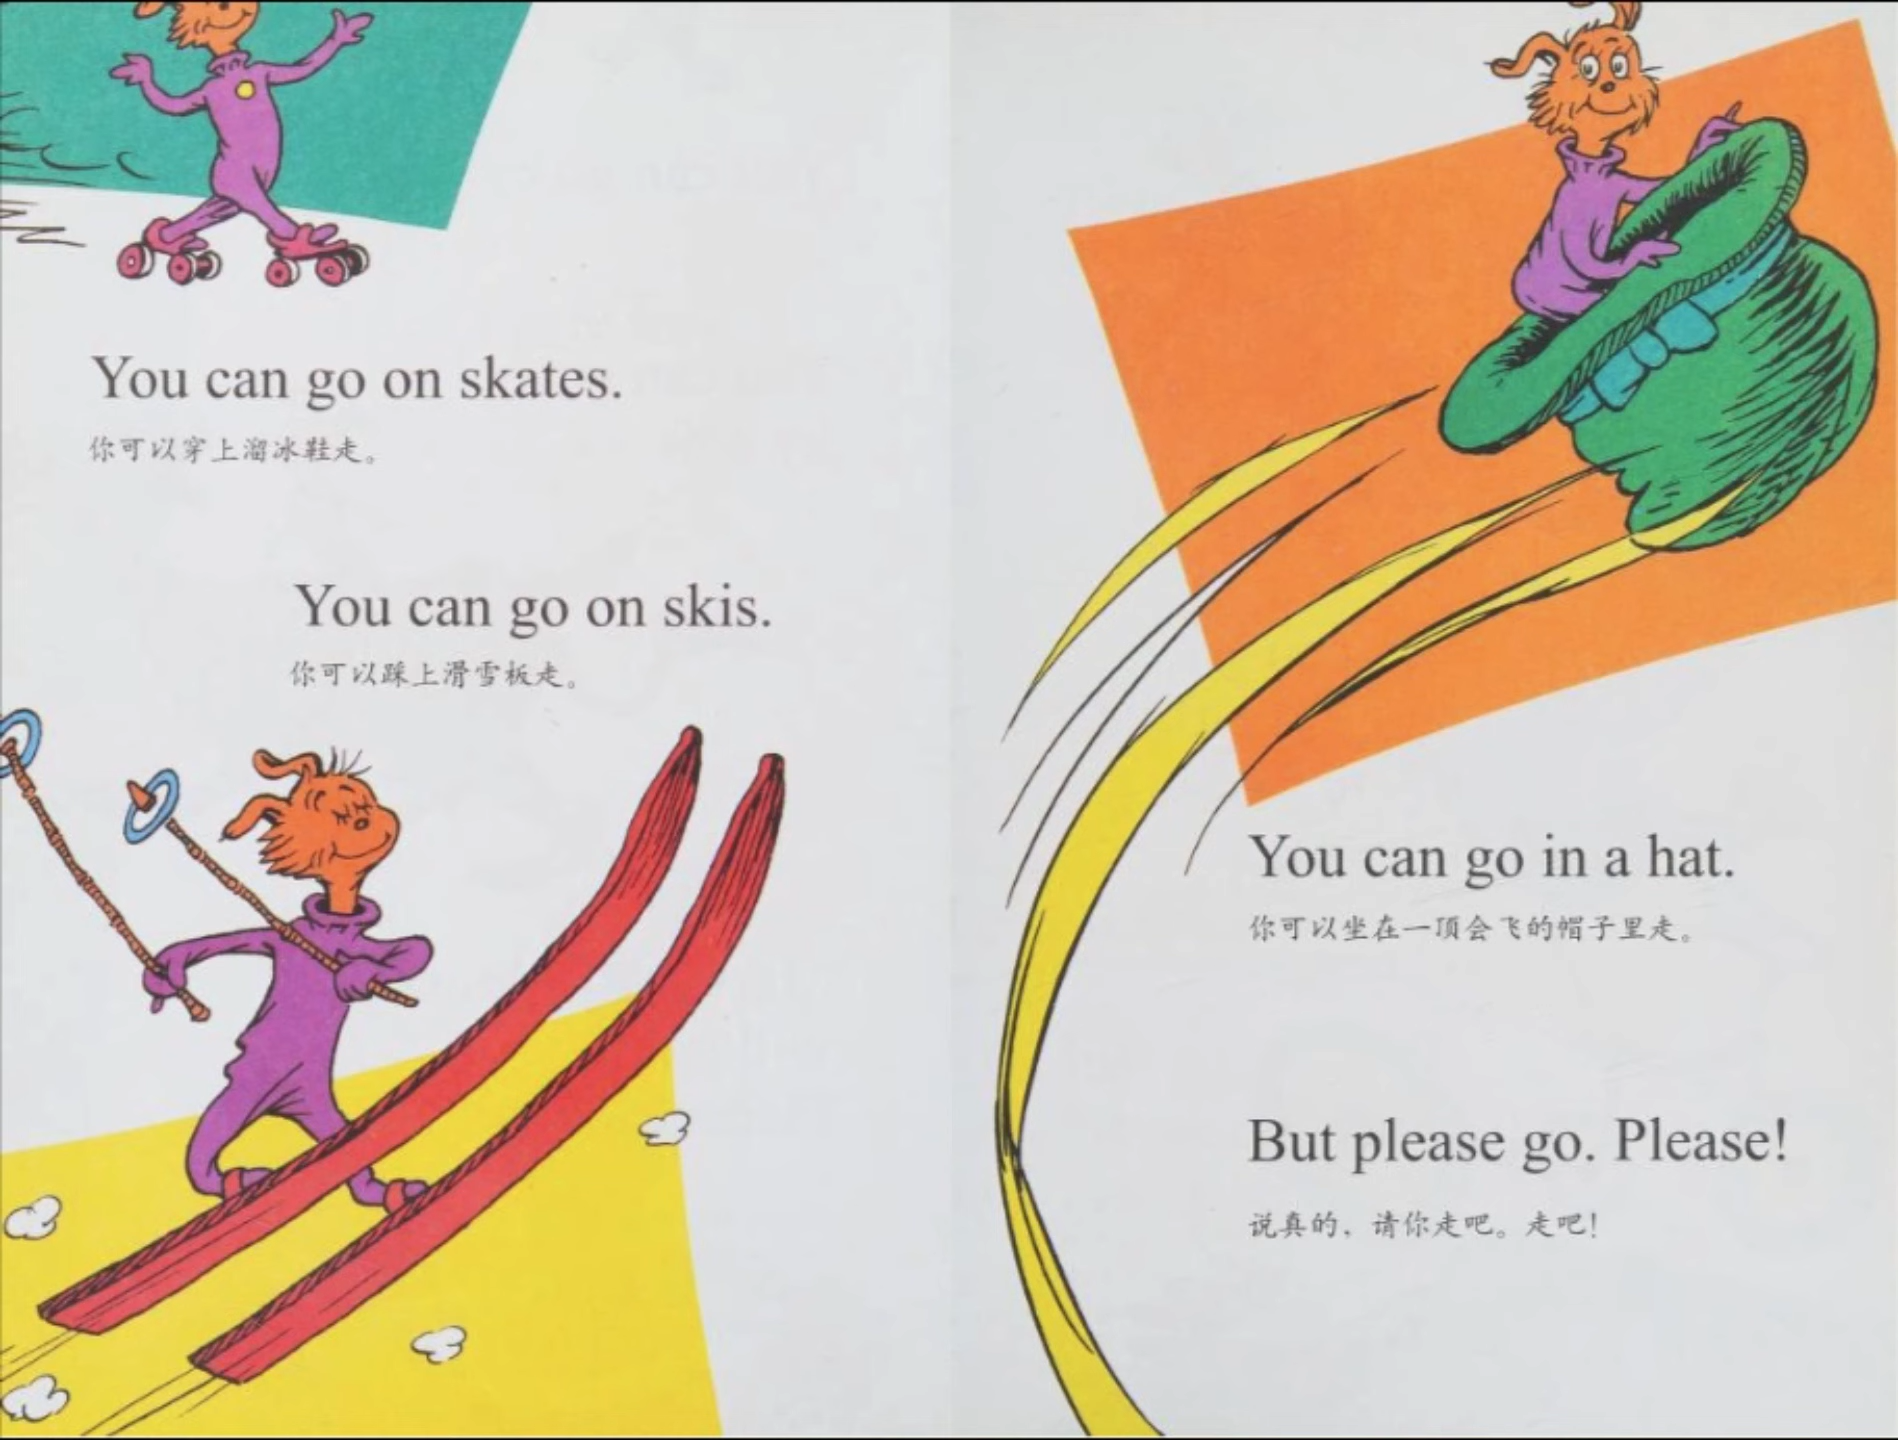 You can go on skates.
你可以穿上溜冰鞋走。
You can go on skis.
你可以踩上滑雪板走。
You can go in a hat.
你可以坐在一顶会飞的帽子里走。
But please go. Please!
说真的，请你走吧。走吧！